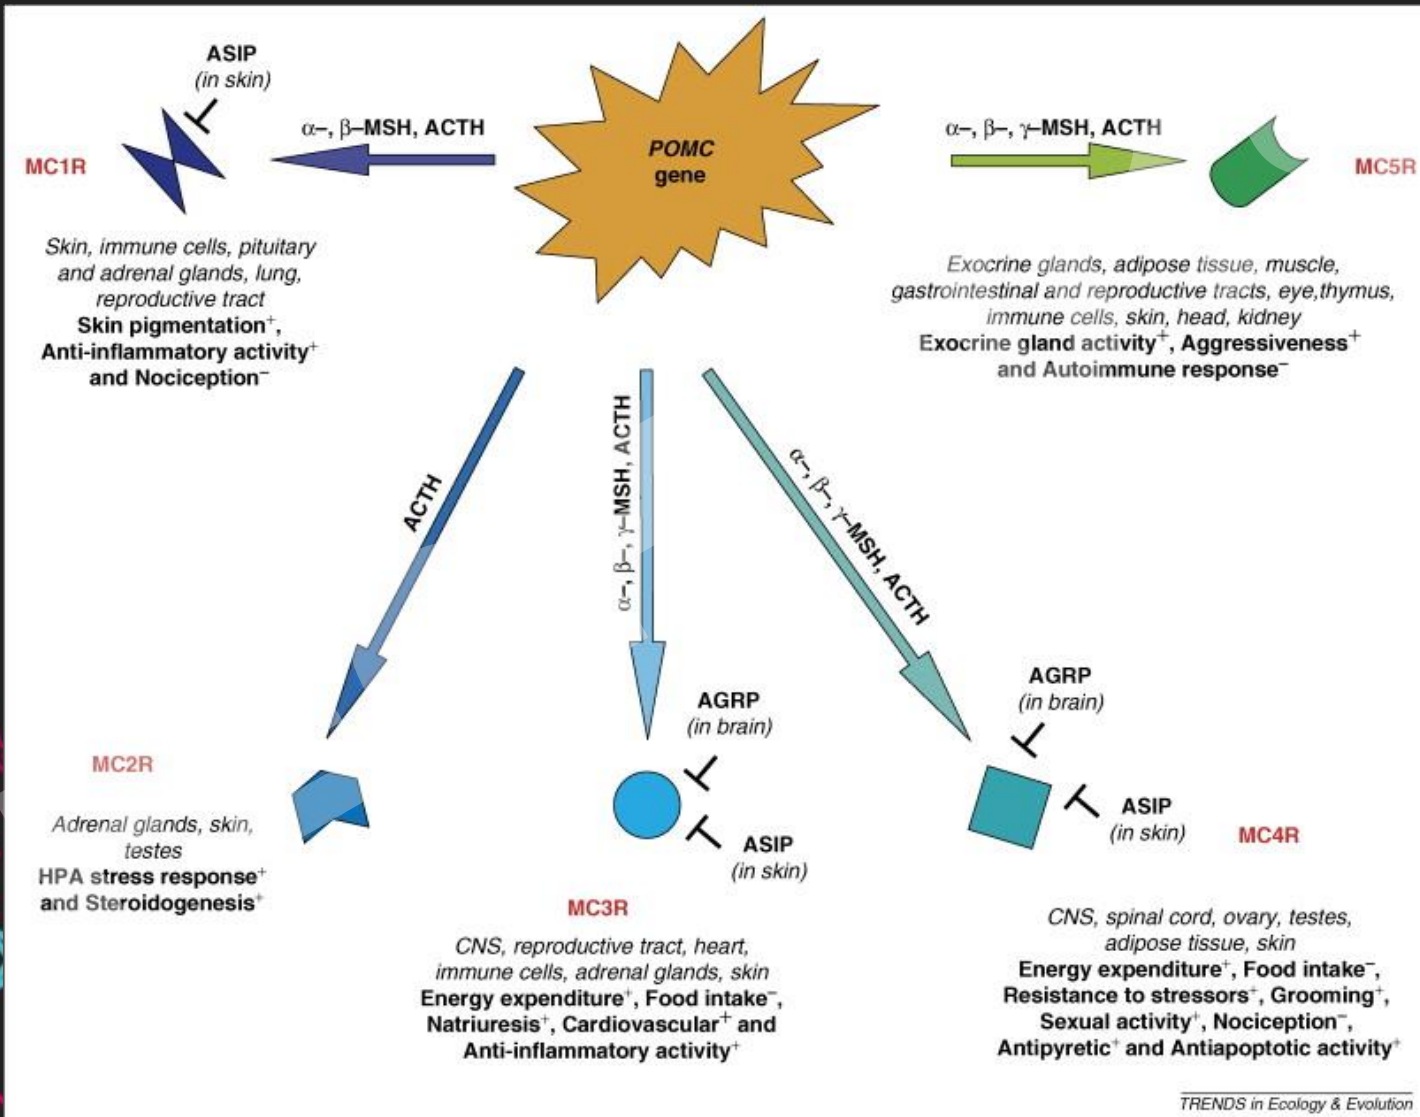 ASIP
(in skin)
α–, β–MSH, ACTH
MC1R
Skin, immune cells, pituitary
and adrenal glands, lung,
reproductive tract
Skin pigmentation⁺,
Anti-inflammatory activity⁺
and Nociception⁻
POMC
gene
α–, β–, γ–MSH, ACTH
MC5R
Exocrine glands, adipose tissue, muscle,
gastrointestinal and reproductive tracts, eye,thymus,
immune cells, skin, head, kidney
Exocrine gland activity⁺, Aggressiveness⁺
and Autoimmune response⁻
ACTH
α–, β–, γ–MSH, ACTH
α–, β–, γ–MSH, ACTH
MC2R
Adrenal glands, skin,
testes
HPA stress response⁺
and Steroidogenesis⁺
AGRP
(in brain)
ASIP
(in skin)
MC3R
CNS, reproductive tract, heart,
immune cells, adrenal glands, skin
Energy expenditure⁺, Food intake⁻,
Natriuresis⁺, Cardiovascular⁺ and
Anti-inflammatory activity⁺
AGRP
(in brain)
ASIP
(in skin)
MC4R
CNS, spinal cord, ovary, testes,
adipose tissue, skin
Energy expenditure⁺, Food intake⁻,
Resistance to stressors⁺, Grooming⁺,
Sexual activity⁺, Nociception⁻,
Antipyretic⁺ and Antiapoptotic activity⁺
TRENDS in Ecology & Evolution